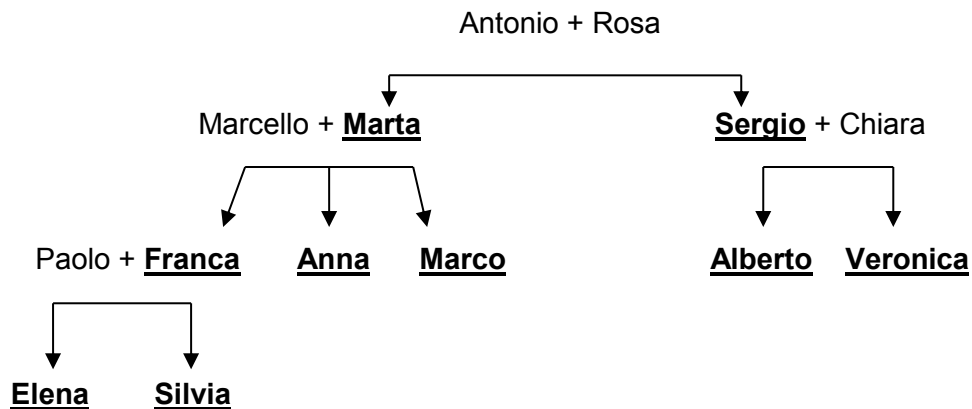 Antonio + Rosa
Marcello + Marta Sergio + Chiara
Paolo + Franca Anna Marco Alberto Veronica
Elena Silvia